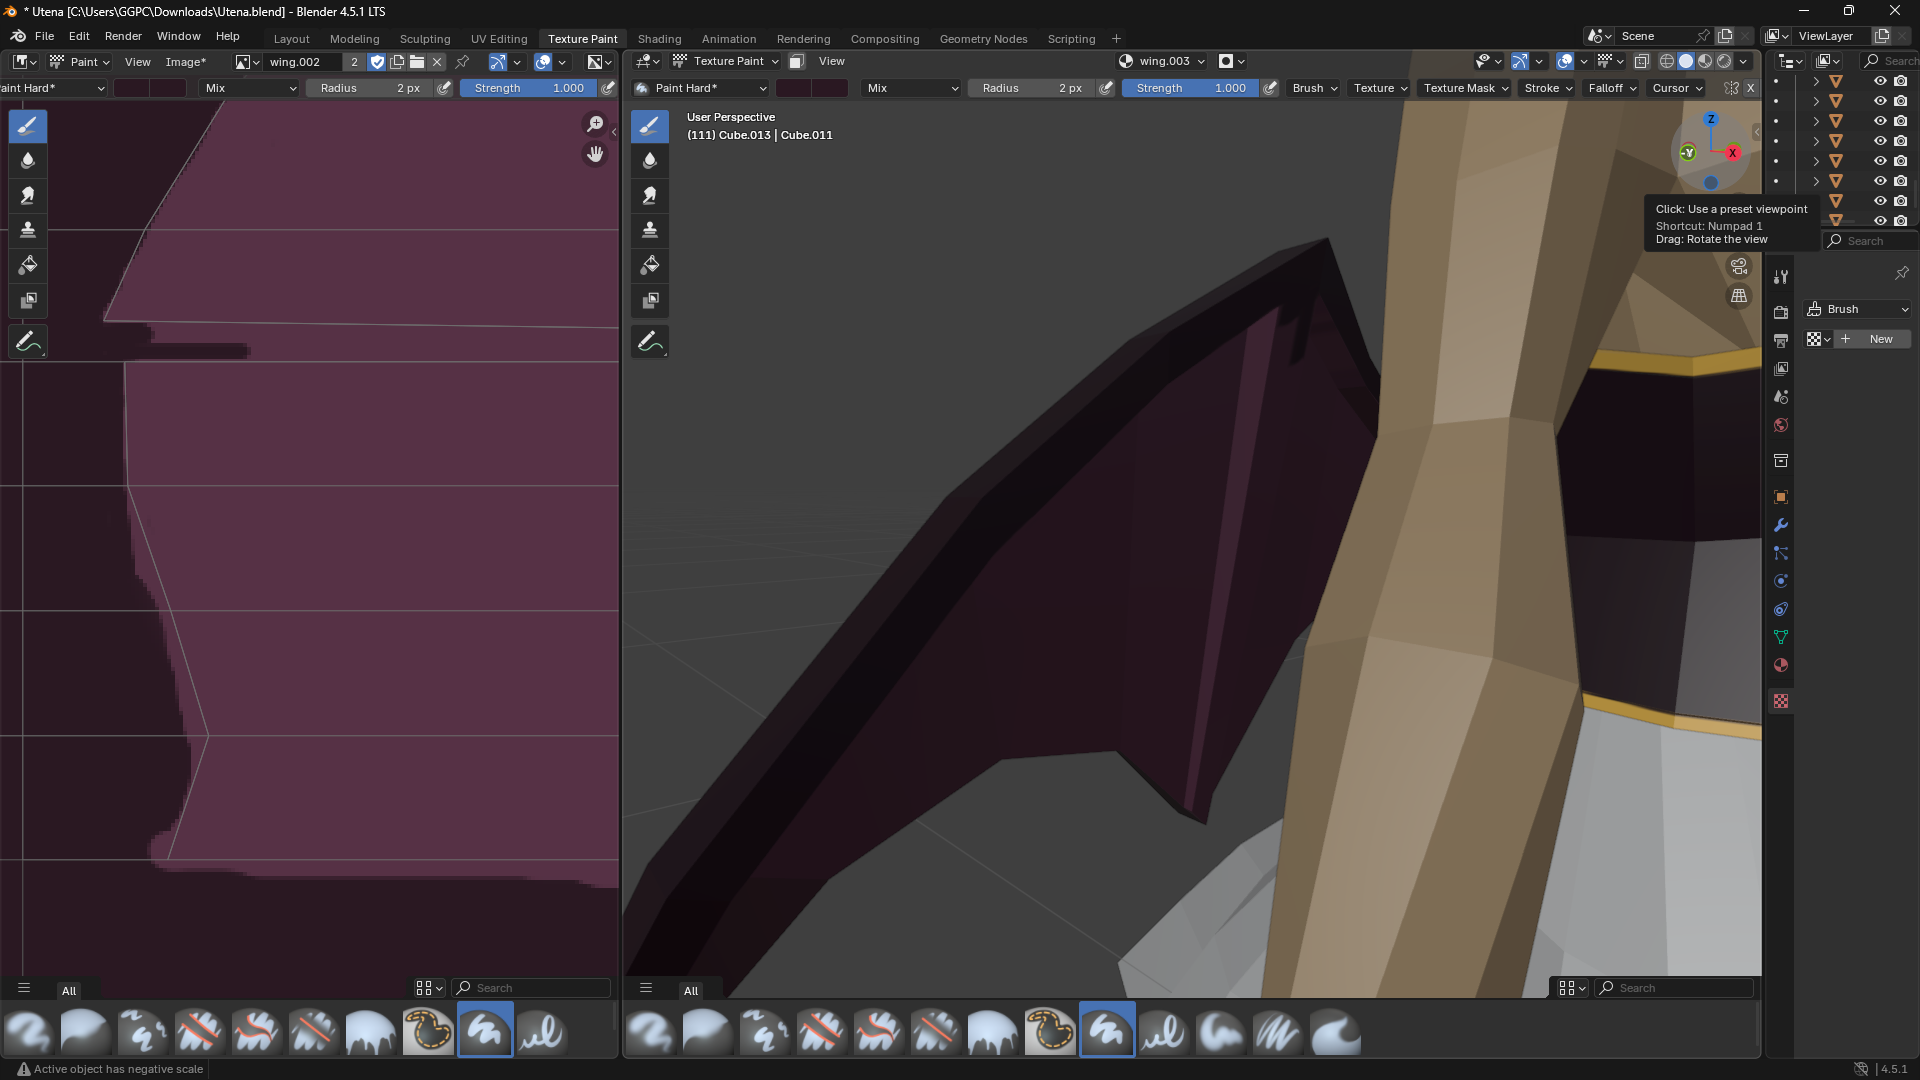 * Utena [C:\Users\GGPC\Downloads\Utena.blend] - Blender 4.5.1 LTS
File Edit Render Window Help Layout Modeling Sculpting UV Editing Texture Paint Shading Animation Rendering Compositing Geometry Nodes Scripting + Scene ViewLayer
Paint View Image* wing.002 2 Texture Paint View wing.003 Search
aint Hard* Mix Radius 2 px Strength 1.000 Paint Hard* Mix Radius 2 px Strength 1.000 Brush Texture Texture Mask Stroke Falloff Cursor X
User Perspective
(111) Cube.013 | Cube.011
Z
Y
X
Click: Use a preset viewpoint
Shortcut: Numpad 1
Drag: Rotate the view
Search
Brush
+ New
All Search All Search
Active object has negative scale 4.5.1